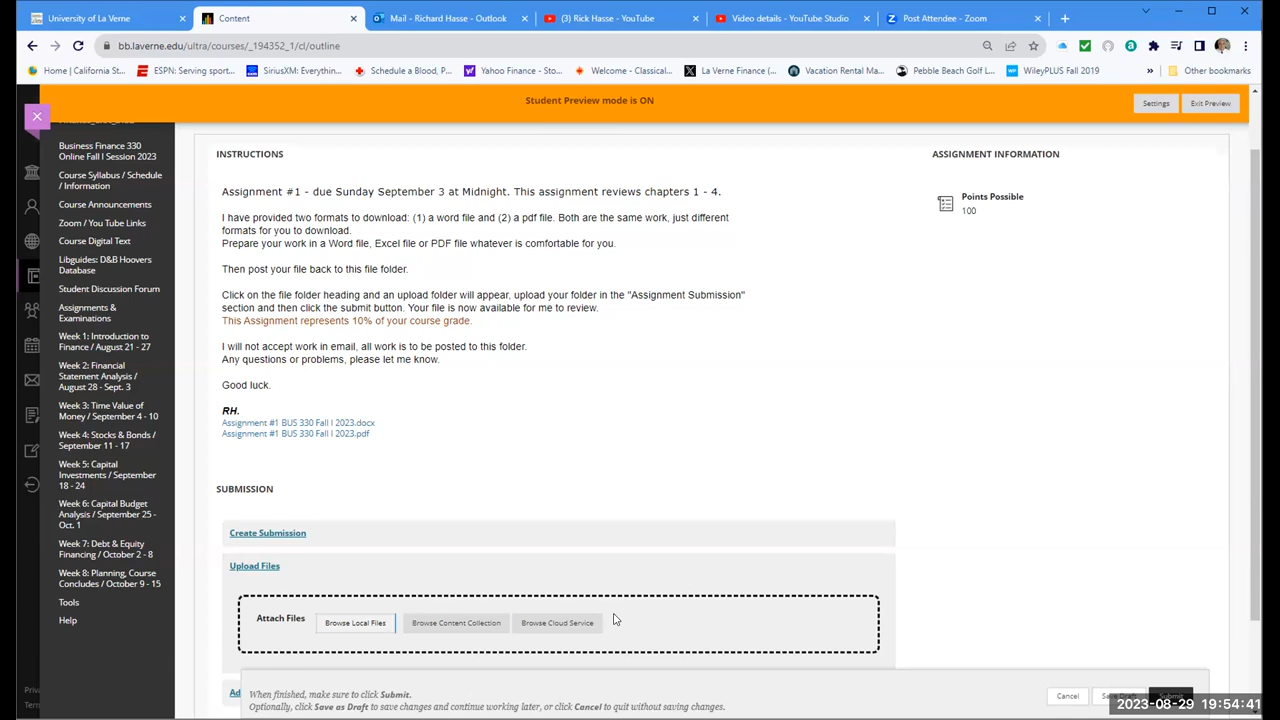 University of La Verne
Content
Mail - Richard Hasse - Outlook
(3) Rick Hasse - YouTube
Video details - YouTube Studio
Post Attendee - Zoom
bb.laverne.edu/ultra/courses/_194352_1/cl/outline
Home | California St...
ESPN: Serving sport...
SiriusXM: Everythin...
Schedule a Blood, P...
Yahoo Finance - Sto...
Welcome - Classical...
La Verne Finance (...
Vacation Rental Ma...
Pebble Beach Golf L...
WileyPLUS Fall 2019
»
Other bookmarks
Student Preview mode is ON
Settings
Exit Preview
Business Finance 330
Online Fall I Session 2023
Course Syllabus / Schedule
/ Information
Course Announcements
Zoom / You Tube Links
Course Digital Text
Libguides: D&B Hoovers
Database
Student Discussion Forum
Assignments &
Examinations
Week 1: Introduction to
Finance / August 21 - 27
Week 2: Financial
Statement Analysis /
August 28 - Sept. 3
Week 3: Time Value of
Money / September 4 - 10
Week 4: Stocks & Bonds /
September 11 - 17
Week 5: Capital
Investments / September
18 - 24
Week 6: Capital Budget
Analysis / September 25 -
Oct. 1
Week 7: Debt & Equity
Financing / October 2 - 8
Week 8: Planning, Course
Concludes / October 9 - 15
Tools
Help
INSTRUCTIONS
Assignment #1 - due Sunday September 3 at Midnight. This assignment reviews chapters 1 - 4.
I have provided two formats to download: (1) a word file and (2) a pdf file. Both are the same work, just different
formats for you to download.
Prepare your work in a Word file, Excel file or PDF file whatever is comfortable for you.
Then post your file back to this file folder.
Click on the file folder heading and an upload folder will appear, upload your folder in the "Assignment Submission"
section and then click the submit button. Your file is now available for me to review.
This Assignment represents 10% of your course grade.
I will not accept work in email, all work is to be posted to this folder.
Any questions or problems, please let me know.
Good luck.
RH.
Assignment #1 BUS 330 Fall I 2023.docx
Assignment #1 BUS 330 Fall I 2023.pdf
ASSIGNMENT INFORMATION
Points Possible
100
SUBMISSION
Create Submission
Upload Files
Attach Files
Browse Local Files
Browse Content Collection
Browse Cloud Service
Ad
When finished, make sure to click Submit.
Optionally, click Save as Draft to save changes and continue working later, or click Cancel to quit without saving changes.
Cancel
Submit
2023-08-29 19:54:41
Priva
Term